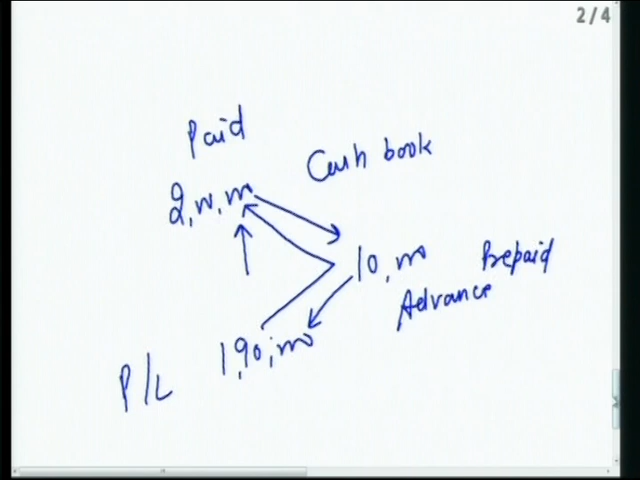 2/4
Paid
Cash book
2,00,000
10,000 Prepaid
Advance
P/L 1,90,000